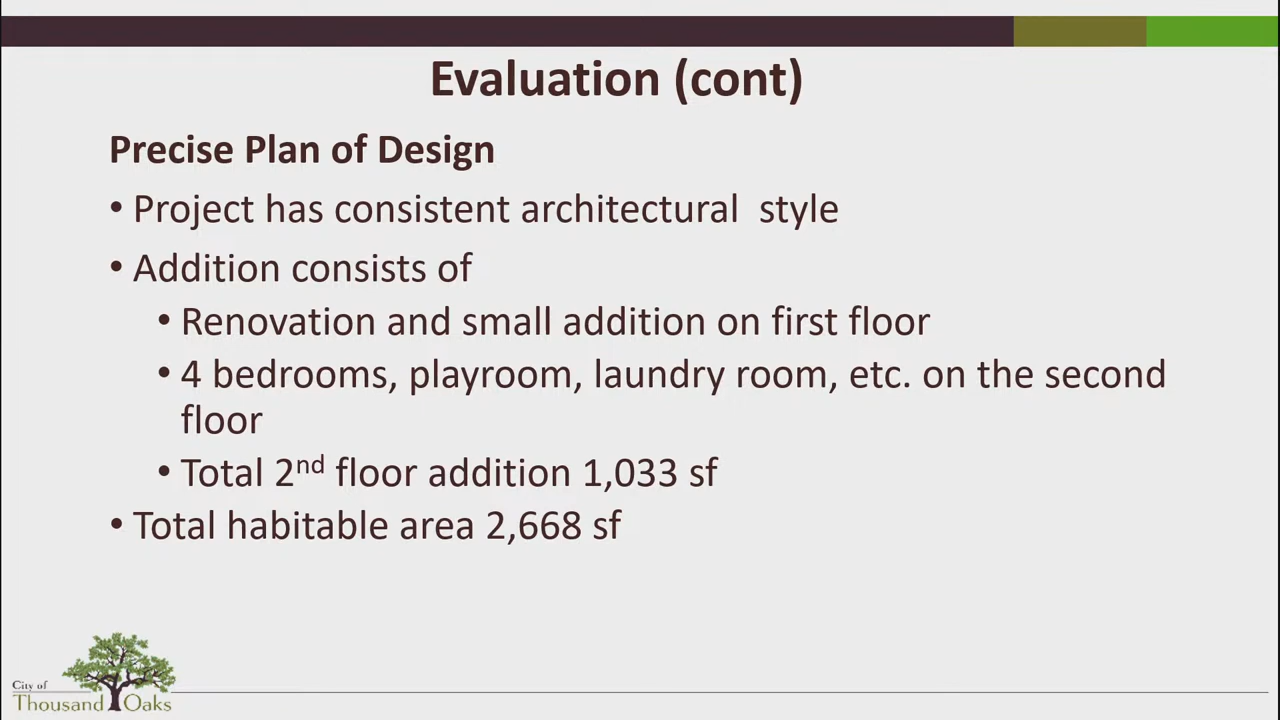 Evaluation (cont)
Precise Plan of Design
• Project has consistent architectural  style
• Addition consists of
• Renovation and small addition on first floor
• 4 bedrooms, playroom, laundry room, etc. on the second
floor
• Total 2nd floor addition 1,033 sf
• Total habitable area 2,668 sf
City of
Thousand Oaks